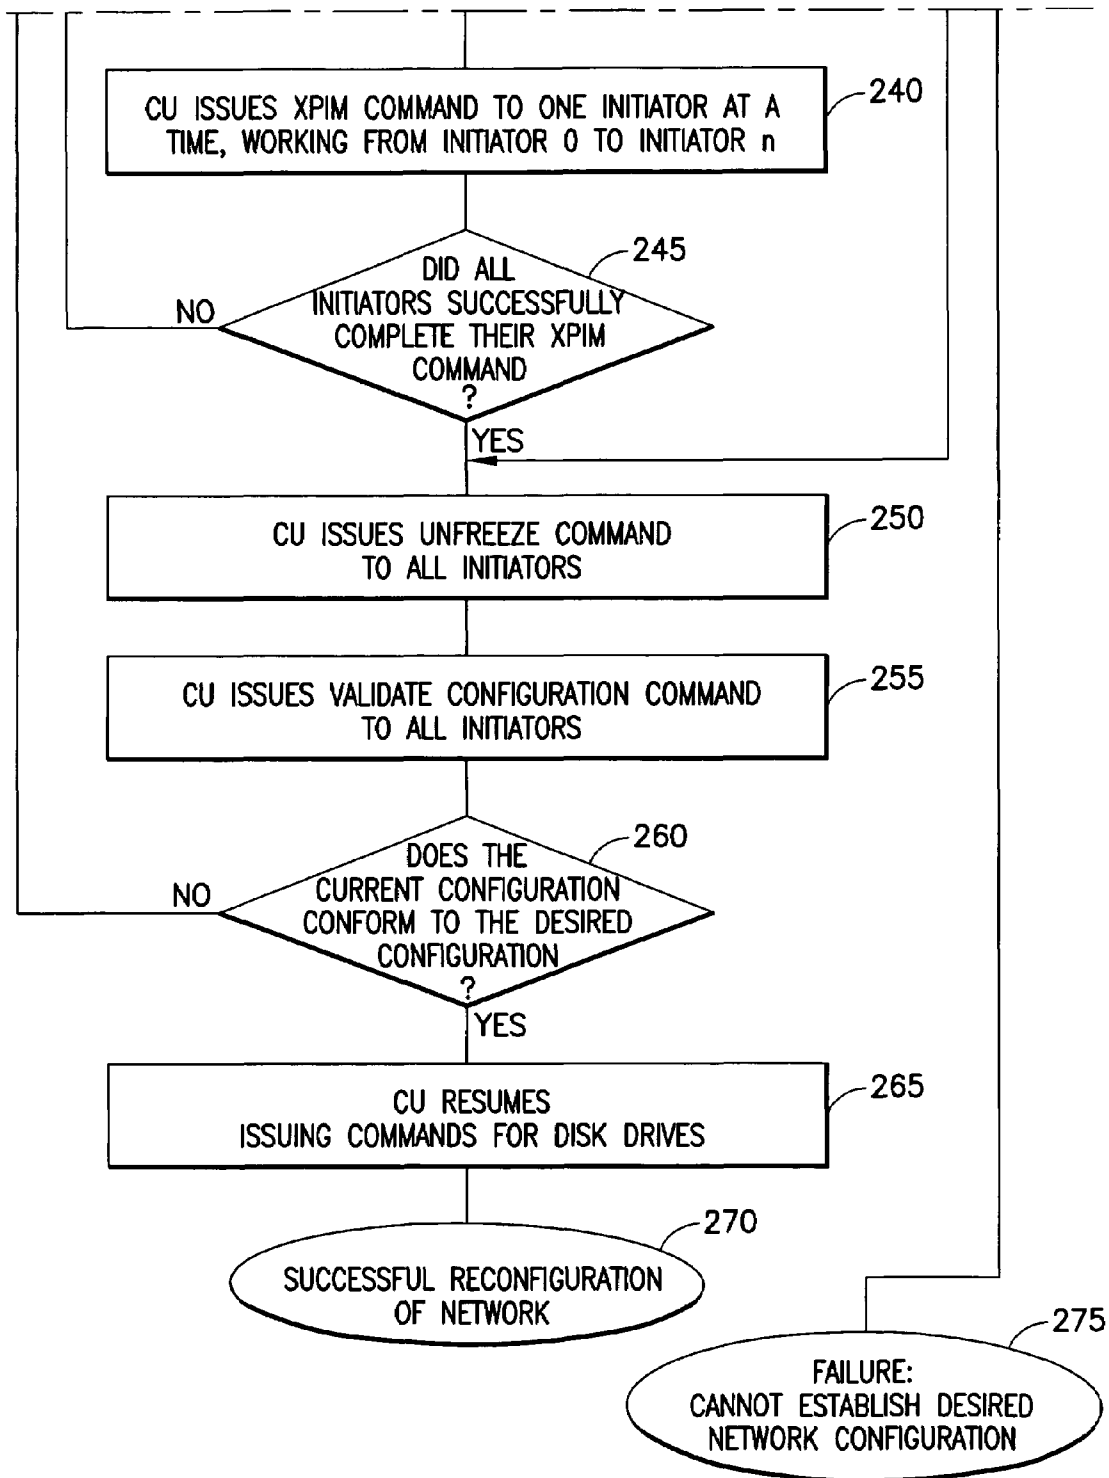 CU ISSUES XPIM COMMAND TO ONE INITIATOR AT A
TIME, WORKING FROM INITIATOR 0 TO INITIATOR n
240
DID ALL
INITIATORS SUCCESSFULLY
COMPLETE THEIR XPIM
COMMAND
?
245
NO
YES
CU ISSUES UNFREEZE COMMAND
TO ALL INITIATORS
250
CU ISSUES VALIDATE CONFIGURATION COMMAND
TO ALL INITIATORS
255
DOES THE
CURRENT CONFIGURATION
CONFORM TO THE DESIRED
CONFIGURATION
?
260
NO
YES
CU RESUMES
ISSUING COMMANDS FOR DISK DRIVES
265
SUCCESSFUL RECONFIGURATION
OF NETWORK
270
FAILURE:
CANNOT ESTABLISH DESIRED
NETWORK CONFIGURATION
275